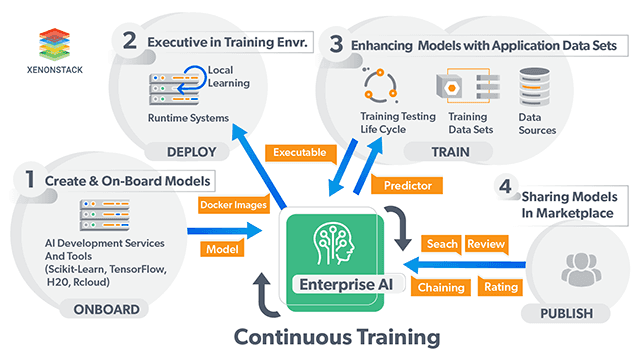 XENONSTACK
2 Executive in Training Envr.
Local
Learning
Runtime Systems
DEPLOY
3 Enhancing Models with Application Data Sets
Training Testing
Life Cycle
Training
Data Sets
Data
Sources
TRAIN
Executable
Predictor
1 Create & On-Board Models
AI Development Services
And Tools
(Scikit-Learn, TensorFlow,
H20, Rcloud)
ONBOARD
Docker Images
Model
Enterprise AI
4 Sharing Models
In Marketplace
Seach
Review
Chaining
Rating
PUBLISH
Continuous Training